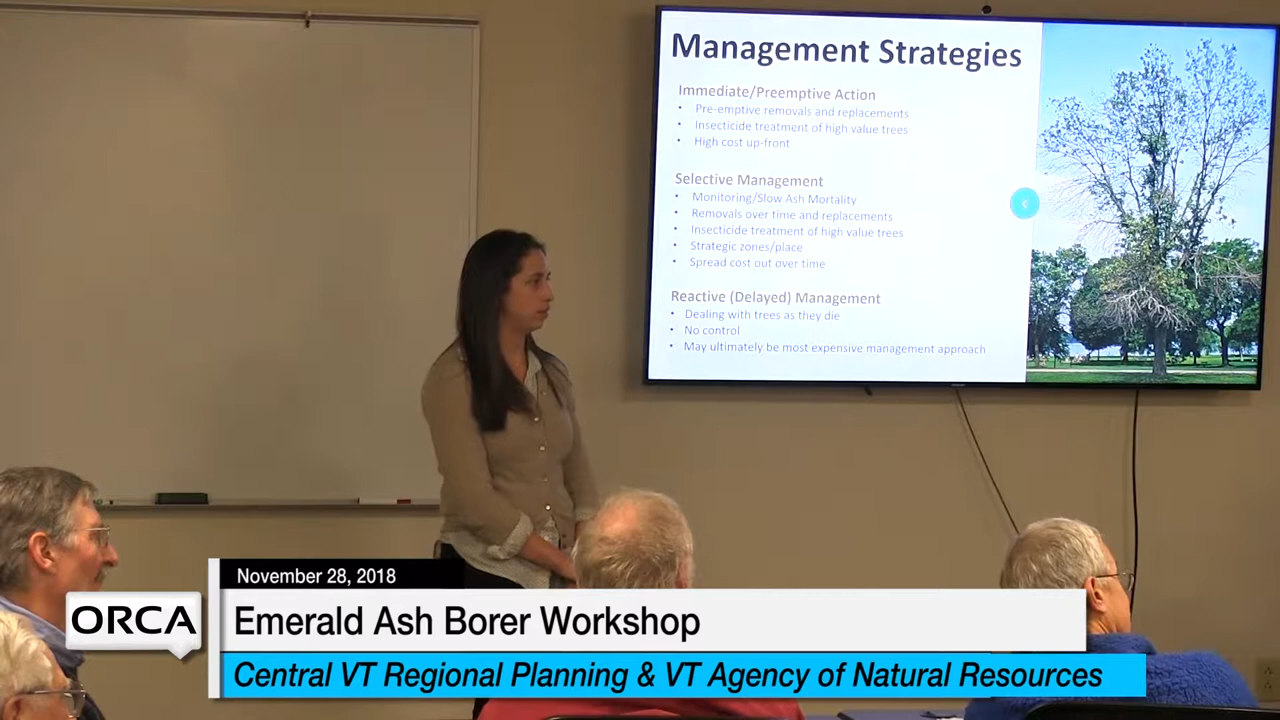 Management Strategies
Immediate/Preemptive Action
• Pre-emptive removals and replacements
• Insecticide treatment of high value trees
• High cost up-front
Selective Management
• Monitoring/Slow Ash Mortality
• Removals over time and replacements
• Insecticide treatment of high value trees
• Strategic zones/place
• Spread cost out over time
Reactive (Delayed) Management
• Dealing with trees as they die
• No control
• May ultimately be most expensive management approach
November 28, 2018
ORCA
Emerald Ash Borer Workshop
Central VT Regional Planning & VT Agency of Natural Resources